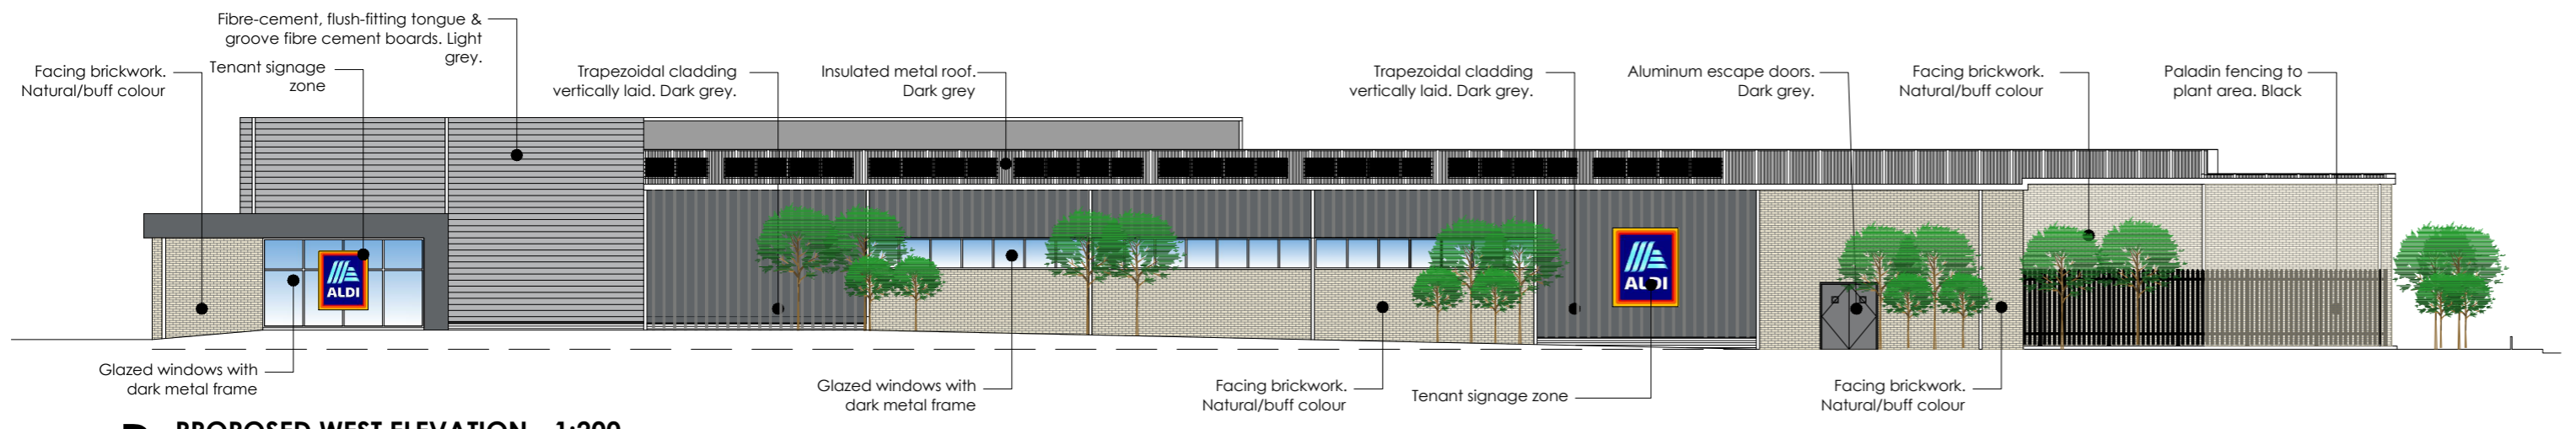 Fibre-cement, flush-fitting tongue &
groove fibre cement boards. Light
grey.
Facing brickwork.
Natural/buff colour
Tenant signage
zone
Trapezoidal cladding
vertically laid. Dark grey.
Insulated metal roof.
Dark grey
Trapezoidal cladding
vertically laid. Dark grey.
Aluminum escape doors.
Dark grey.
Facing brickwork.
Natural/buff colour
Paladin fencing to
plant area. Black
ALDI
ALDI
Glazed windows with
dark metal frame
Glazed windows with
dark metal frame
Facing brickwork.
Natural/buff colour
Tenant signage zone
Facing brickwork.
Natural/buff colour
PROPOSED WEST ELEVATION - 1:200